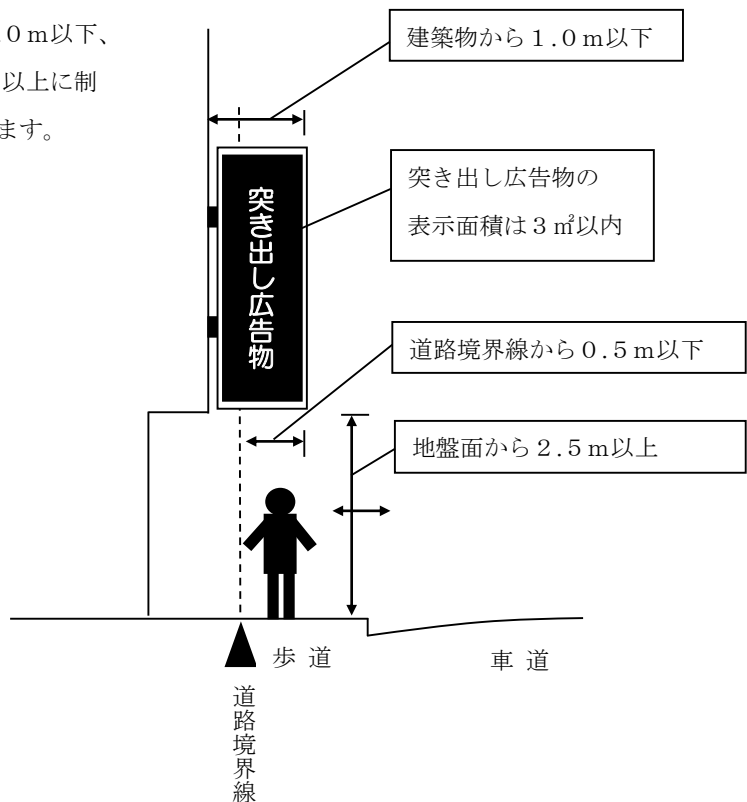 .０ｍ以下、
以上に制
ます。
建築物から１.０ｍ以下
突き出し広告物の
表示面積は３㎡以内
突き出し広告物
道路境界線から０.５ｍ以下
地盤面から２.５ｍ以上
歩 道
車 道
道路境界線